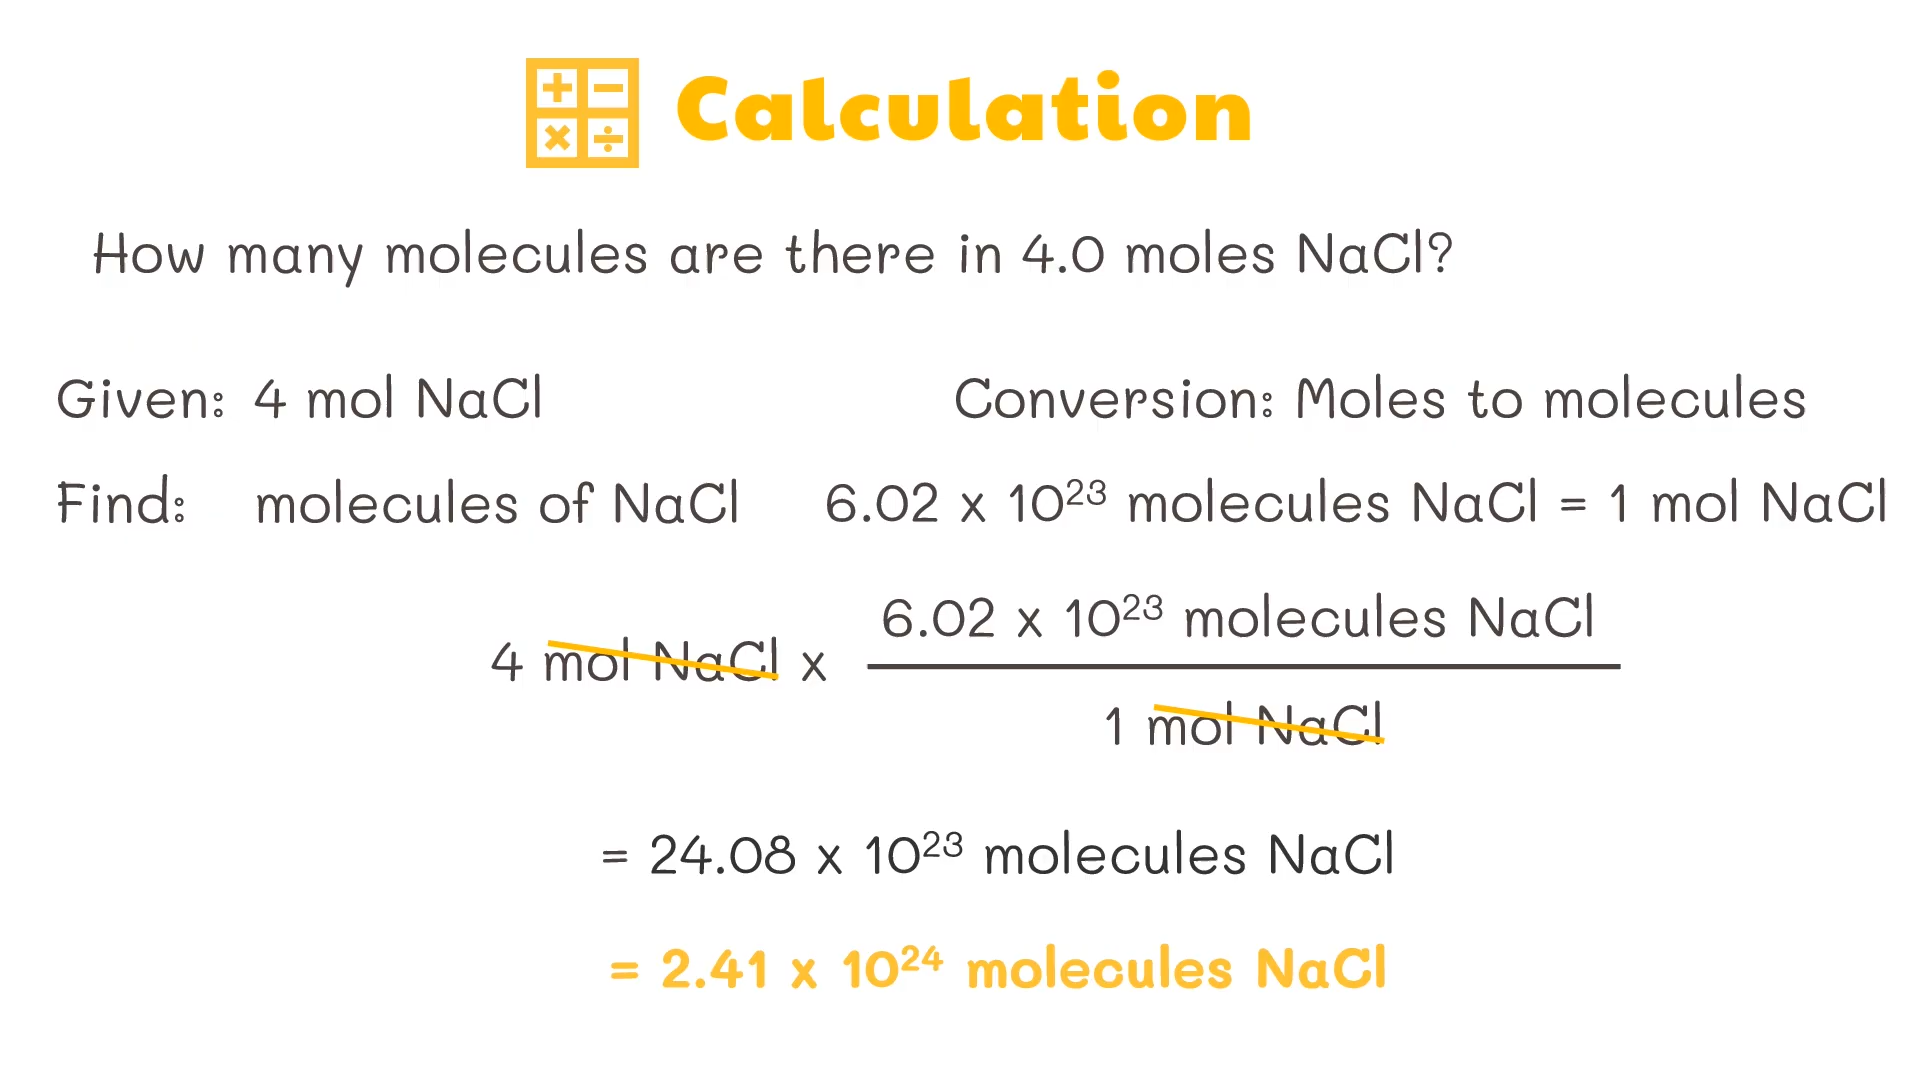 Calculation
How many molecules are there in 4.0 moles NaCl?
Given: 4 mol NaCl
Conversion: Moles to molecules
Find: molecules of NaCl
6.02 x 10²³ molecules NaCl = 1 mol NaCl
4 mol NaCl x
6.02 x 10²³ molecules NaCl
1 mol NaCl
= 24.08 x 10²³ molecules NaCl
= 2.41 x 10²⁴ molecules NaCl